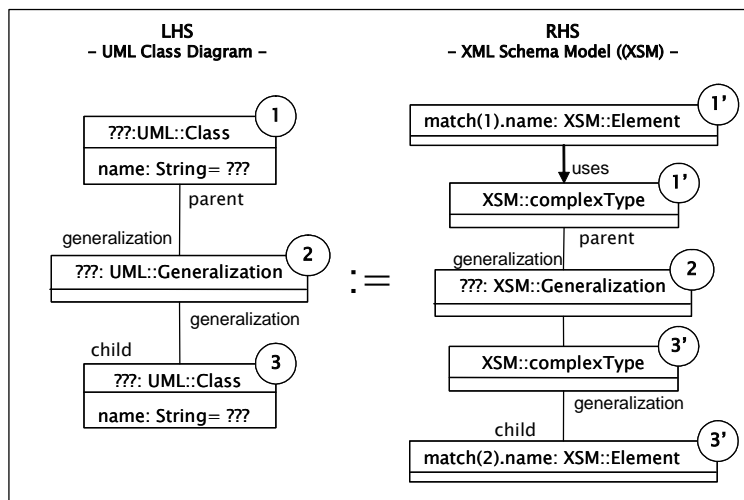 LHS
- UML Class Diagram -
1
???:UML::Class
name: String= ???
parent
generalization
2
???: UML::Generalization
generalization
child
3
???: UML::Class
name: String= ???
:=
RHS
- XML Schema Model ((XSM) -
1'
match(1).name: XSM::Element
uses
1'
XSM::complexType
parent
generalization
2
???: XSM::Generalization
3'
XSM::complexType
generalization
child
3'
match(2).name: XSM::Element